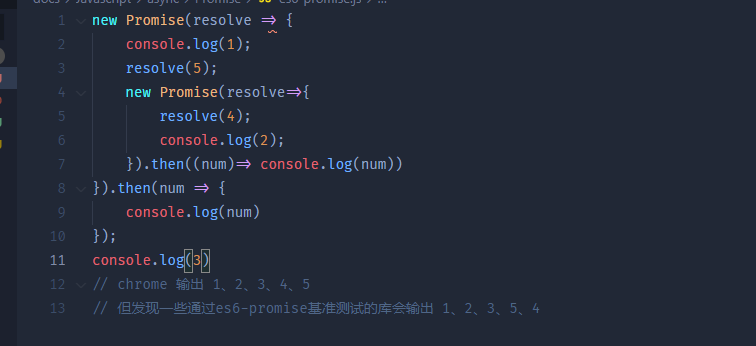 docs > Javascript > async > Promise > es6-promise.js > ...
1 new Promise(resolve => {
2 console.log(1);
3 resolve(5);
4 new Promise(resolve=>{
5 resolve(4);
6 console.log(2);
7 }).then((num)=> console.log(num))
8 }).then(num => {
9 console.log(num)
10 });
11 console.log(3)
12 // chrome 输出 1、2、3、4、5
13 // 但发现一些通过es6-promise基准测试的库会输出 1、2、3、5、4